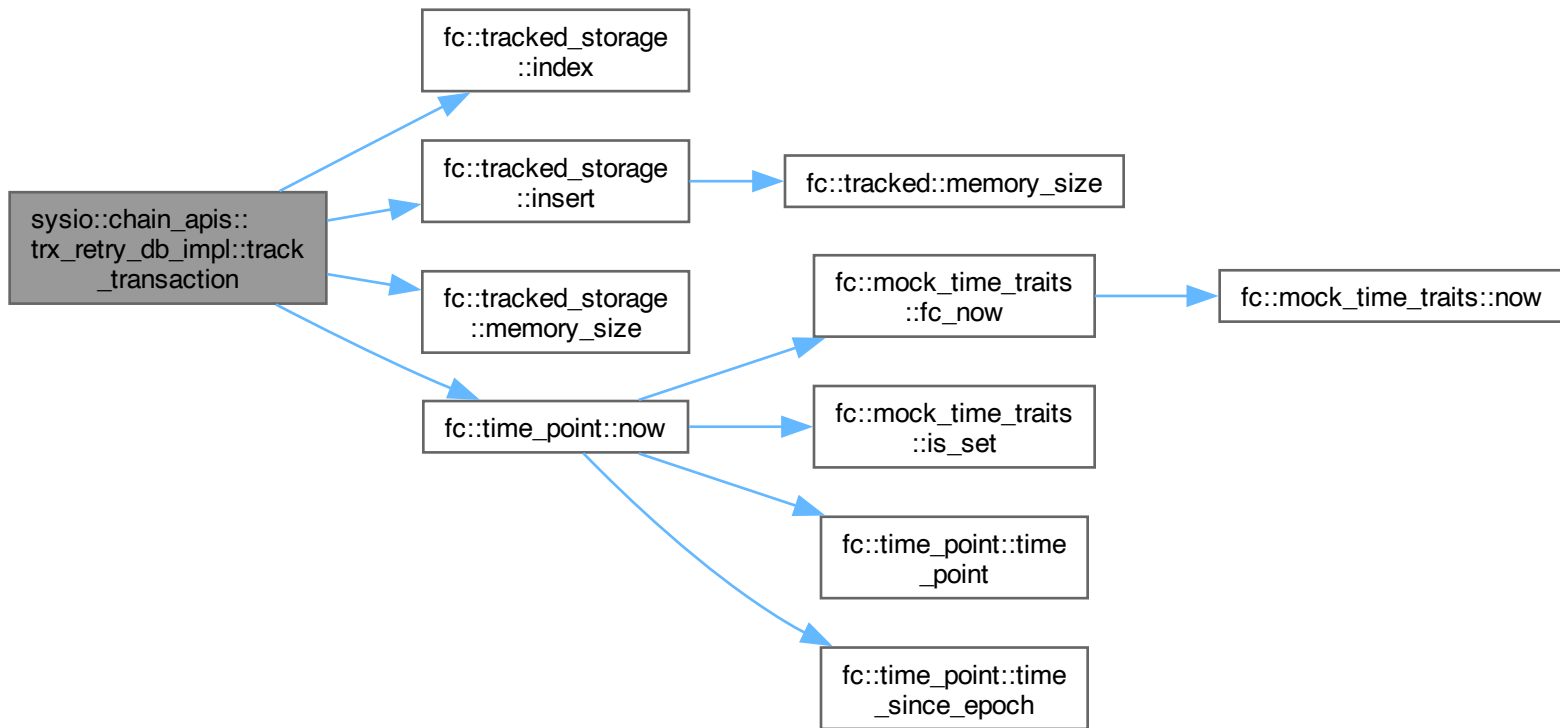 sysio::chain_apis::
trx_retry_db_impl::track
_transaction
fc::tracked_storage
::index
fc::tracked_storage
::insert
fc::tracked_storage
::memory_size
fc::time_point::now
fc::tracked::memory_size
fc::mock_time_traits
::fc_now
fc::mock_time_traits
::is_set
fc::time_point::time
_point
fc::time_point::time
_since_epoch
fc::mock_time_traits::now